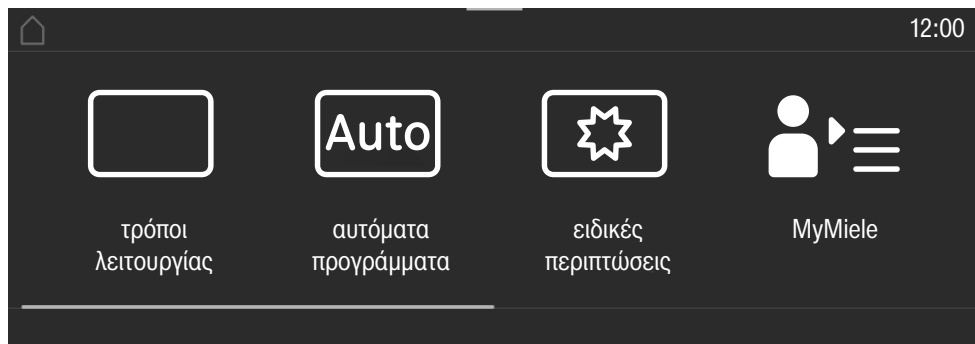 12:00
Auto
τρόποι
λειτουργίας
αυτόματα
προγράμματα
ειδικές
περιπτώσεις
MyMiele